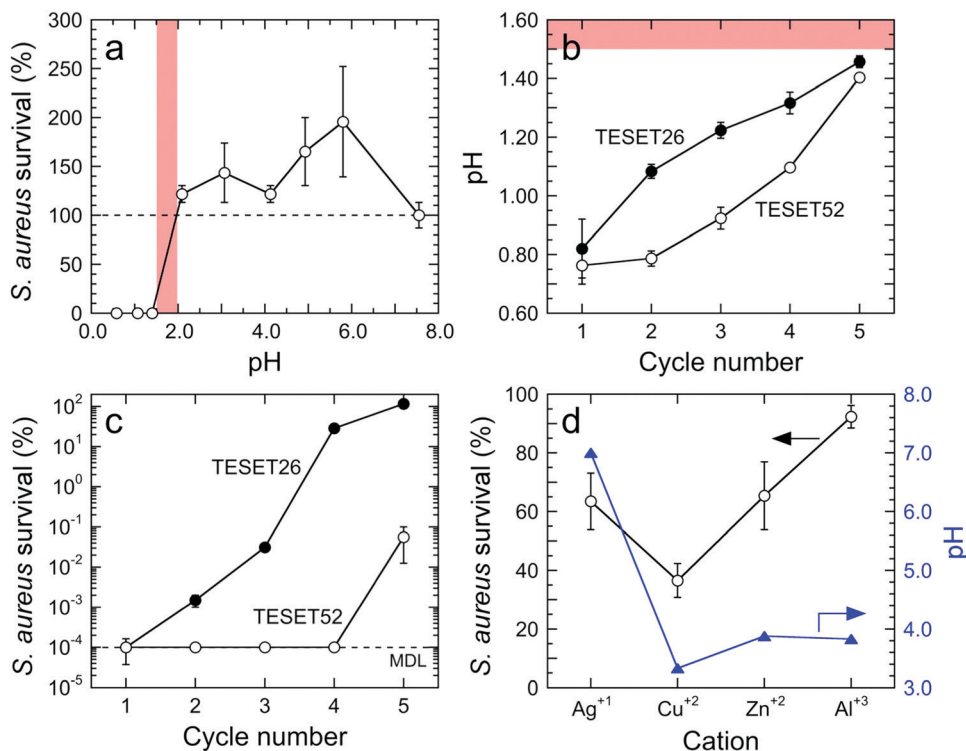 a
S. aureus survival (%)
300
250
200
150
100
50
0
0.0 2.0 4.0 6.0 8.0
pH
b
pH
1.60
1.40
1.20
1.00
0.80
0.60
TESET26
TESET52
1 2 3 4 5
Cycle number
c
S. aureus survival (%)
10²
10¹
10⁰
10⁻¹
10⁻²
10⁻³
10⁻⁴
10⁻⁵
TESET26
TESET52
MDL
1 2 3 4 5
Cycle number
d
S. aureus survival (%)
100
80
60
40
20
0
8.0
7.0
6.0
5.0
4.0
3.0
pH
Ag⁺¹ Cu⁺² Zn⁺² Al⁺³
Cation